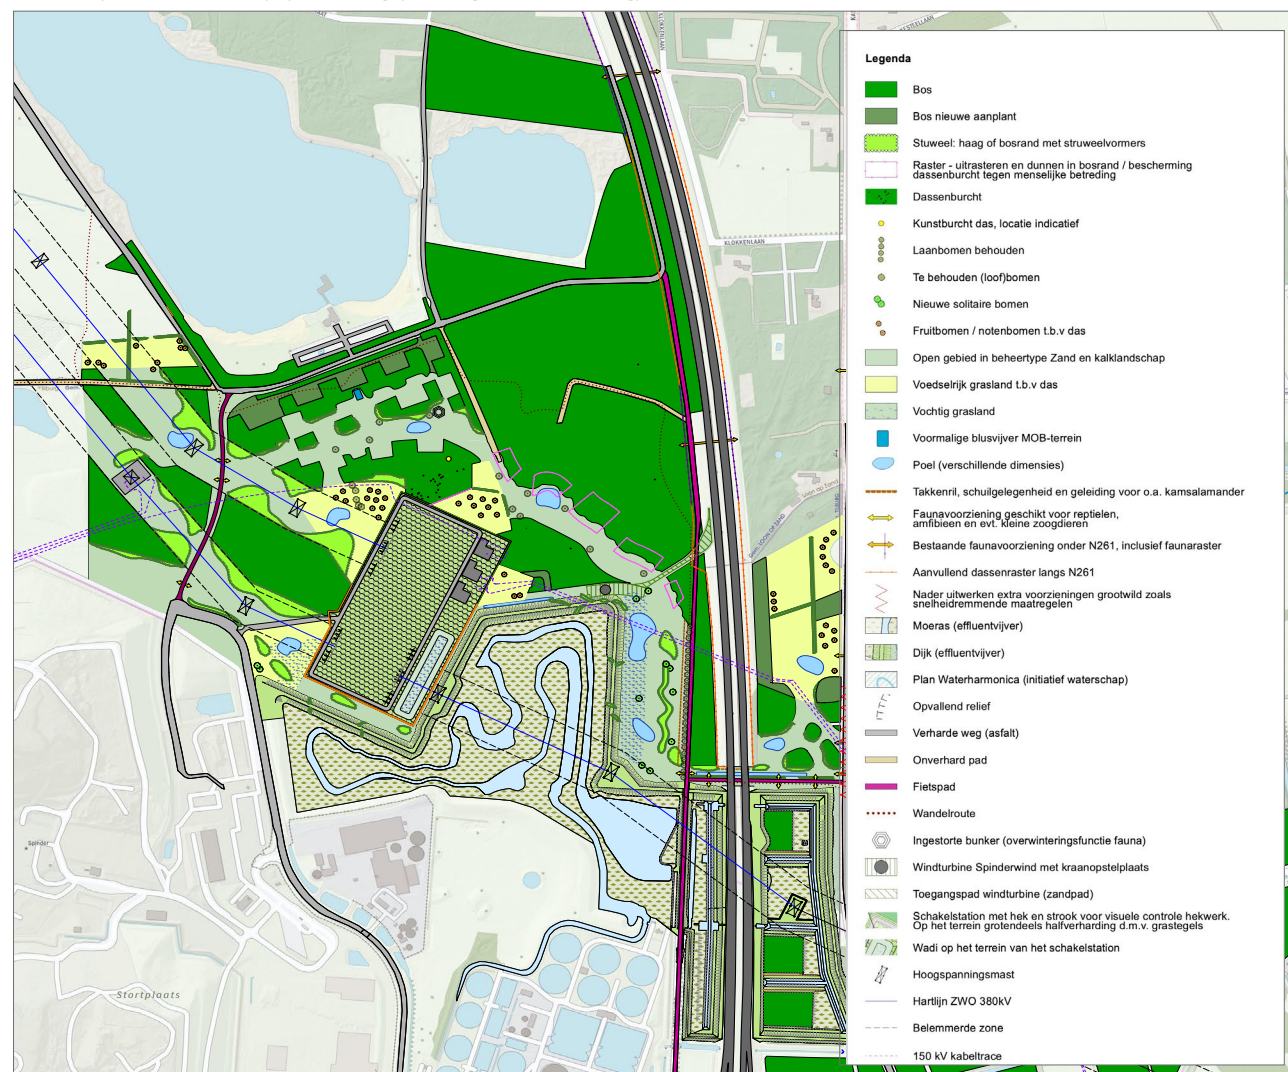 KLOKKENLAAN
KLOKKENLAAN
Legenda
Bos
Bos nieuwe aanplant
Stuweel: haag of bosrand met struweelvormers
Raster - uitrasteren en dunnen in bosrand / bescherming
dassenburcht tegen menselijke betreding
Dassenburcht
Kunstburcht das, locatie indicatief
Laanbomen behouden
Te behouden (loof)bomen
Nieuwe solitaire bomen
Fruitbomen / notenbomen t.b.v das
Open gebied in beheertype Zand en kalklandschap
Voedselrijk grasland t.b.v das
Vochtig grasland
Voormalige blusvijver MOB-terrein
Poel (verschillende dimensies)
Takkenril, schuilgelegenheid en geleiding voor o.a. kamsalamander
Faunavoorziening geschikt voor reptielen,
amfibieen en evt. kleine zoogdieren
Bestaande faunavoorziening onder N261, inclusief faunaraster
Aanvullend dassenraster langs N261
Nader uitwerken extra voorzieningen grootwild zoals
snelheidremmende maatregelen
Moeras (effluentvijver)
Dijk (effluentvijver)
Plan Waterharmonica (initiatief waterschap)
Opvallend relief
Verharde weg (asfalt)
Onverhard pad
Fietspad
Wandelroute
Ingestorte bunker (overwinteringsfunctie fauna)
Windturbine Spinderwind met kraanopstelplaats
Toegangspad windturbine (zandpad)
Schakelstation met hek en strook voor visuele controle hekwerk.
Op het terrein grotendeels halfverharding d.m.v. grastegels
Wadi op het terrein van het schakelstation
Hoogspanningsmast
Hartlijn ZWO 380kV
Belemmerde zone
150 kV kabeltrace
Gem. LOON OP ZAND
Spinder
Stortplaats